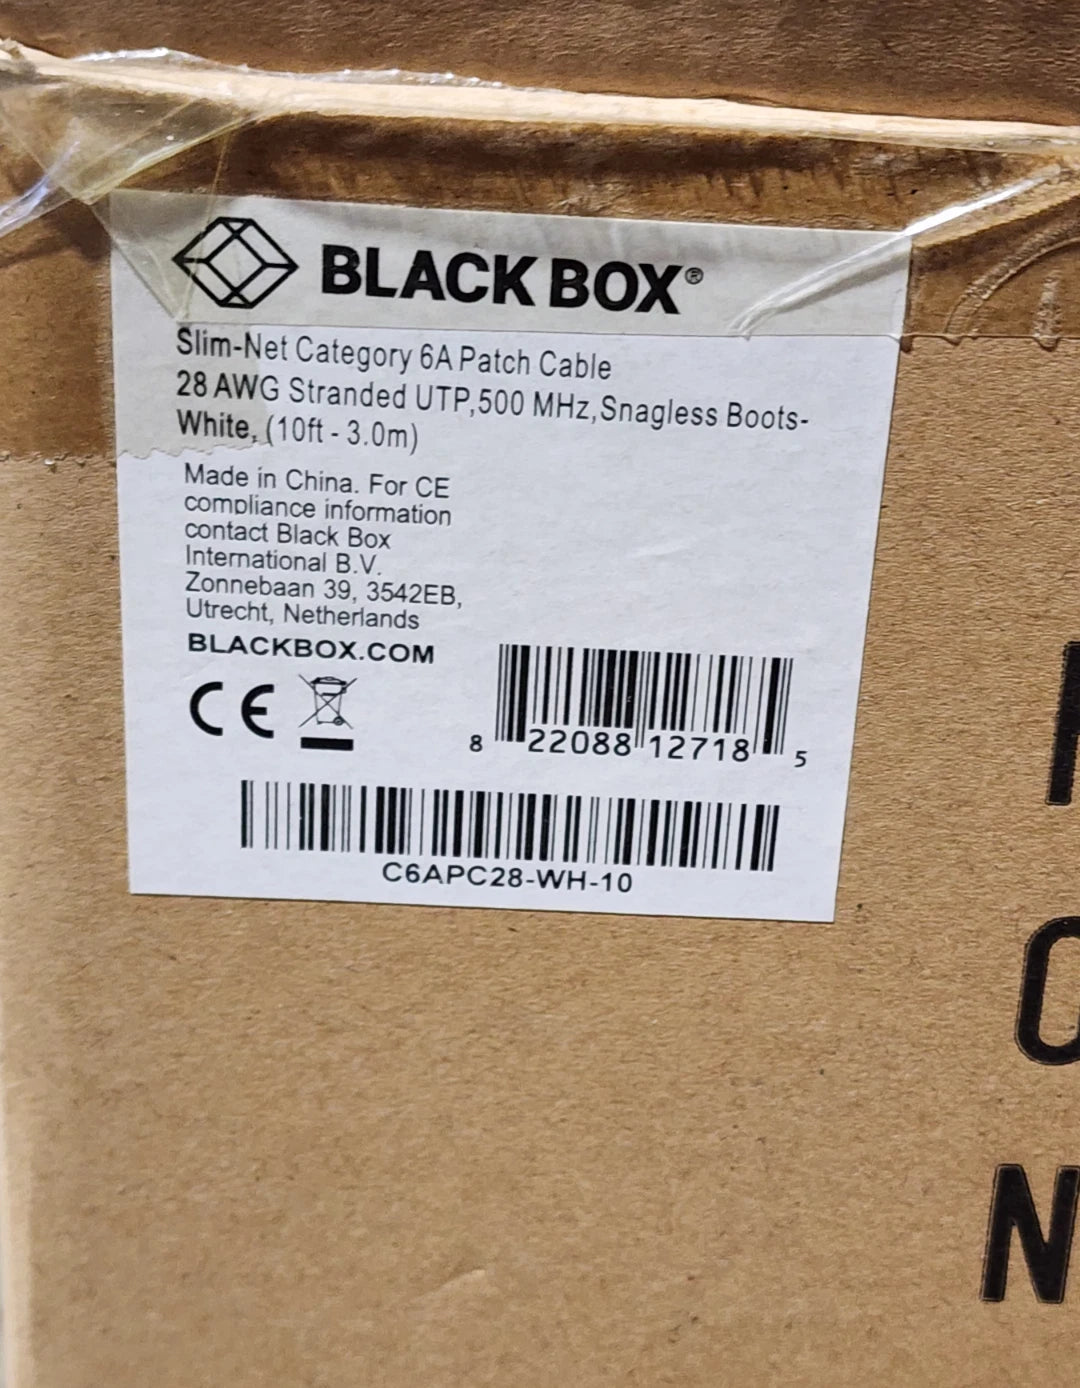 BLACK BOX®
Slim-Net Category 6A Patch Cable
28 AWG Stranded UTP,500 MHz,Snagless Boots-
White, (10ft - 3.0m)
Made in China. For CE
compliance information
contact Black Box
International B.V.
Zonnebaan 39, 3542EB,
Utrecht, Netherlands
BLACKBOX.COM
CE
8 22088 12718 5
C6APC28-WH-10
O
N